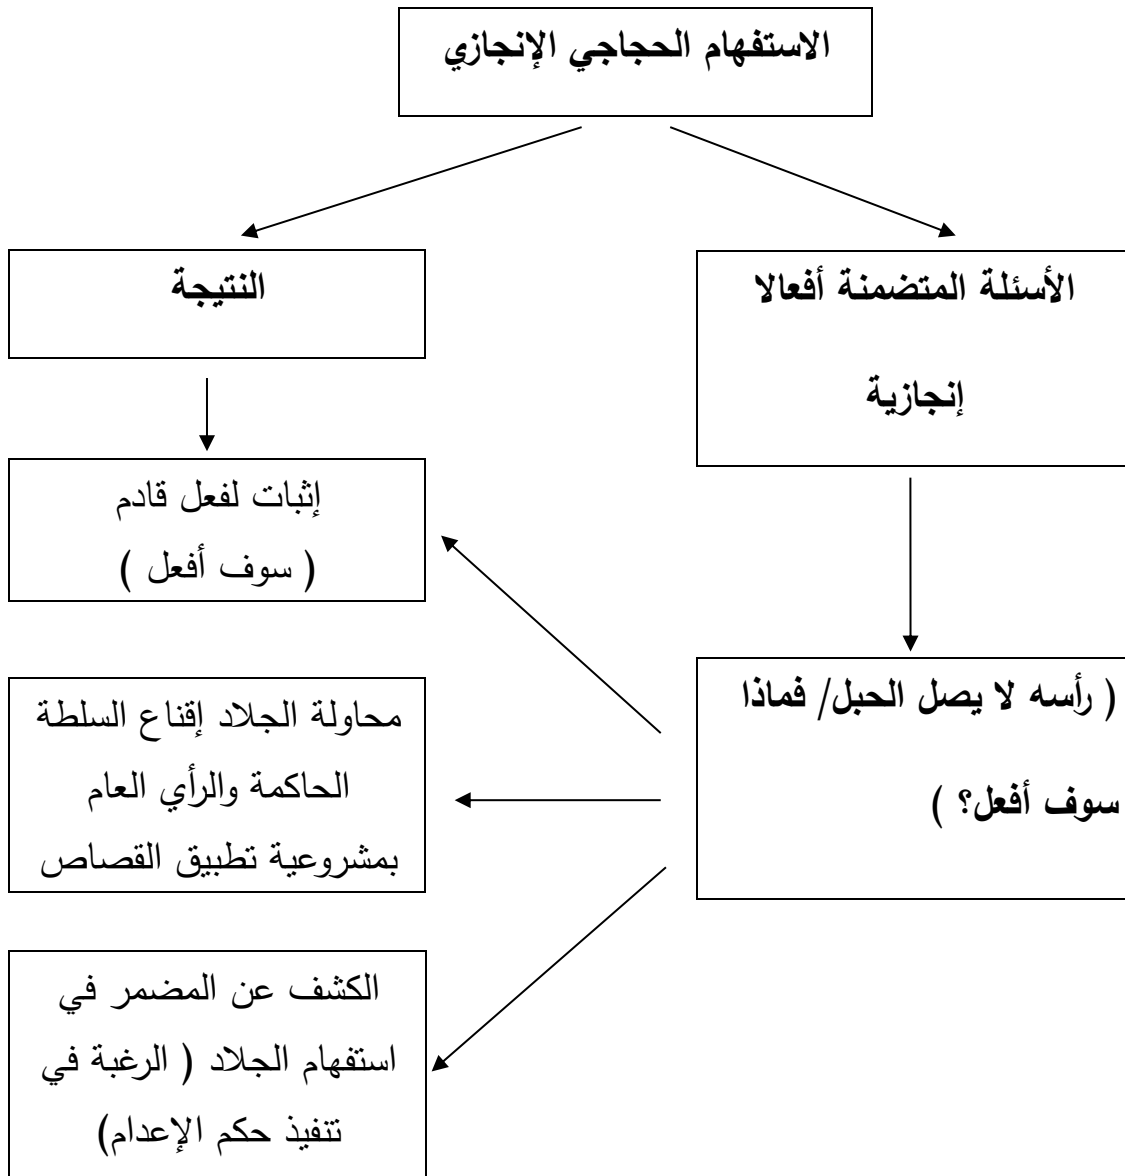 الاستفهام الحجاجي الإنجازي
الأسئلة المتضمنة أفعالا
إنجازية
النتيجة
إثبات لفعل قادم
( سوف أفعل )
( رأسه لا يصل الحبل/ فماذا
سوف أفعل؟ )
محاولة الجلاد إقناع السلطة
الحاكمة والرأي العام
بمشروعية تطبيق القصاص
الكشف عن المضمر في
استفهام الجلاد ( الرغبة في
تنفيذ حكم الإعدام)